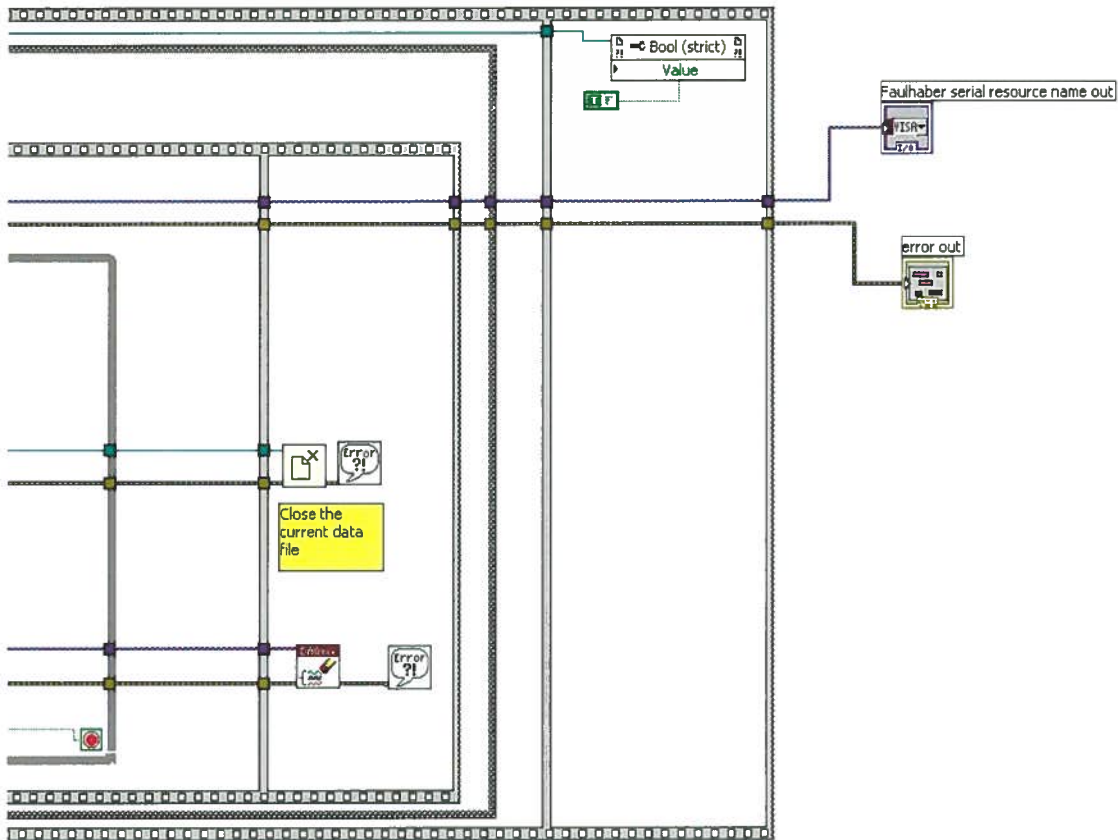 Bool (strict)
Value
T F
Faulhaber serial resource name out
VISA
I/O
error out
Error
?!
Close the
current data
file
Error
?!